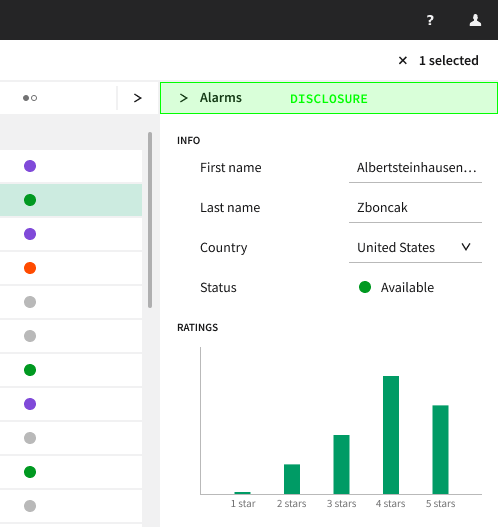 ?
× 1 selected
> Alarms DISCLOSURE
INFO
First name Albertsteinhausen…
Last name Zboncak
Country United States
Status Available
RATINGS
1 star 2 stars 3 stars 4 stars 5 stars